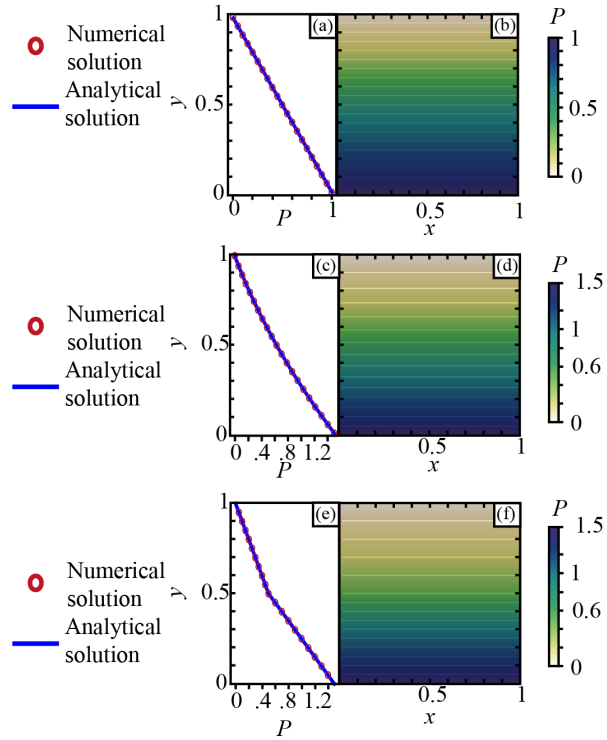 Numerical
solution
Analytical
solution
1
0.5
0
y
(a)
0
1
P
(b)
0.5
1
x
P
1
0.5
0
Numerical
solution
Analytical
solution
1
0.5
0
y
(c)
0 .4 .8 1.2
P
(d)
0.5
1
x
P
1.5
1
0.6
0
Numerical
solution
Analytical
solution
1
0.5
0
y
(e)
0 .4 .8 1.2
P
(f)
0.5
1
x
P
1.5
1
0.6
0